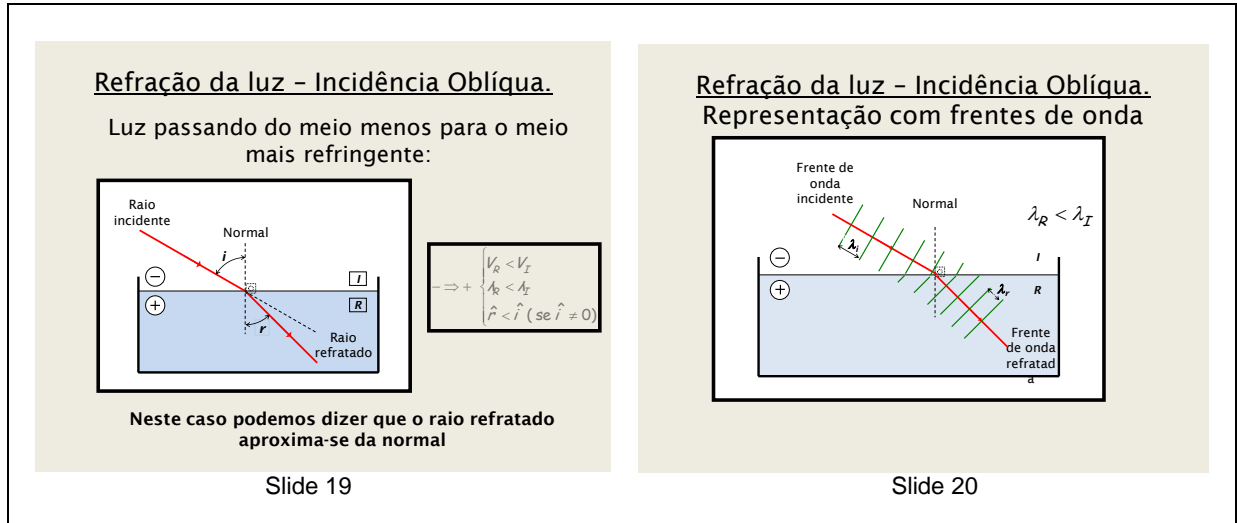 Refração da luz – Incidência Oblíqua.
Luz passando do meio menos para o meio
mais refringente:
Raio
incidente
Normal
i
−
I
+
R
r
Raio
refratado
− ⇒ + { V_R < V_I
λ_R < λ_I
r̂ < î ( se î ≠ 0)
Neste caso podemos dizer que o raio refratado
aproxima-se da normal
Slide 19
Refração da luz – Incidência Oblíqua.
Representação com frentes de onda
Frente de
onda
incidente
Normal
λ_R < λ_I
λ_i
−
I
+
R
λ_r
Frente
de onda
refratad
a
Slide 20